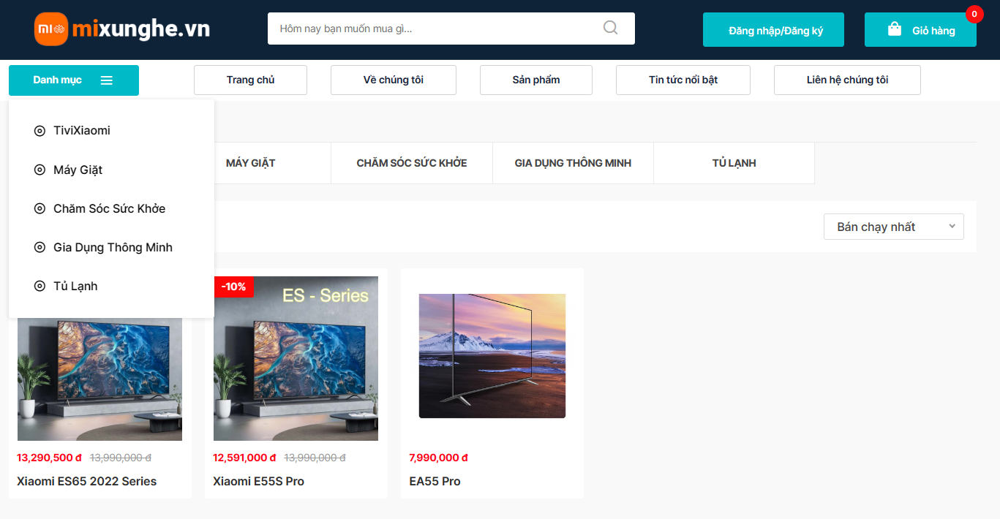 mi mixunghe.vn
Hôm nay bạn muốn mua gì...
Đăng nhập/Đăng ký
Giỏ hàng
0
Danh mục
Trang chủ
Về chúng tôi
Sản phẩm
Tin tức nổi bật
Liên hệ chúng tôi
TiviXiaomi
Máy Giặt
Chăm Sóc Sức Khỏe
Gia Dụng Thông Minh
Tủ Lạnh
MÁY GIẶT
CHĂM SÓC SỨC KHỎE
GIA DỤNG THÔNG MINH
TỦ LẠNH
Bán chạy nhất
-10%
ES - Series
13,290,500 đ 13,990,000 đ
Xiaomi ES65 2022 Series
12,591,000 đ 13,990,000 đ
Xiaomi E55S Pro
7,990,000 đ
EA55 Pro